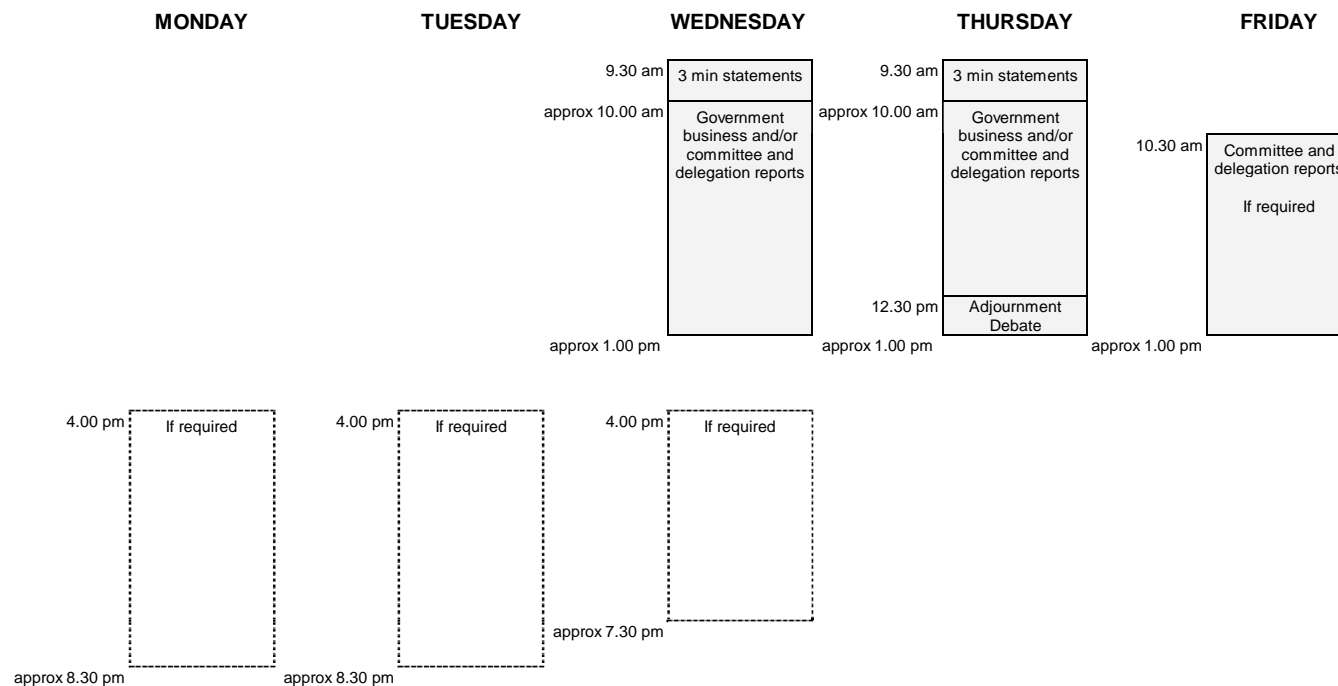 MONDAY
TUESDAY
WEDNESDAY
THURSDAY
FRIDAY
9.30 am
3 min statements
approx 10.00 am
Government
business and/or
committee and
delegation reports
approx 1.00 pm
9.30 am
3 min statements
approx 10.00 am
Government
business and/or
committee and
delegation reports
12.30 pm
Adjournment
Debate
approx 1.00 pm
10.30 am
Committee and
delegation reports
If required
approx 1.00 pm
4.00 pm
If required
approx 8.30 pm
4.00 pm
If required
approx 8.30 pm
4.00 pm
If required
approx 7.30 pm